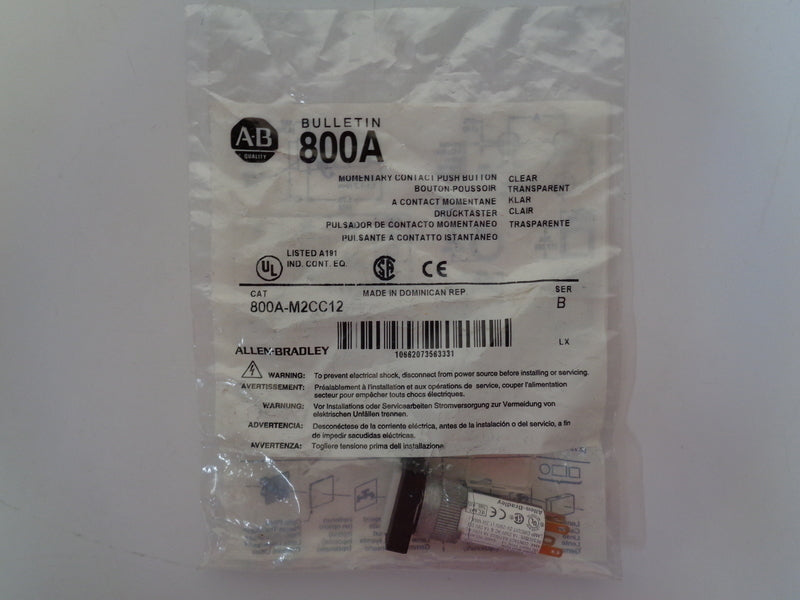 A-B
QUALITY
BULLETIN
800A
MOMENTARY CONTACT PUSH BUTTON CLEAR
BOUTON-POUSSOIR TRANSPARENT
A CONTACT MOMENTANE KLAR
DRUCKTASTER CLAIR
PULSADOR DE CONTACTO MOMENTANEO TRASPARENTE
PULSANTE A CONTATTO ISTANTANEO
UL LISTED A191
IND. CONT. EQ.
CE
CAT MADE IN DOMINICAN REP. SER
800A-M2CC12 B
ALLEN-BRADLEY LX
10662073563331
WARNING: To prevent electrical shock, disconnect from power source before installing or servicing.
AVERTISSEMENT: Préalablement à l'installation et aux opérations de service, couper l'alimentation
secteur pour empêcher touts chocs électriques.
WARNUNG: Vor Installations oder Servicearbeiten Stromversorgung zur Vermeidung von
elektrischen Unfällen trennen.
ADVERTENCIA: Desconéctese de la corriente eléctrica, antes de la instalación o del servicio, a fin
de impedir sacudidas eléctricas.
AVVERTENZA: Togliere tensione prima dell installazione.
Allen-Bradley
CE